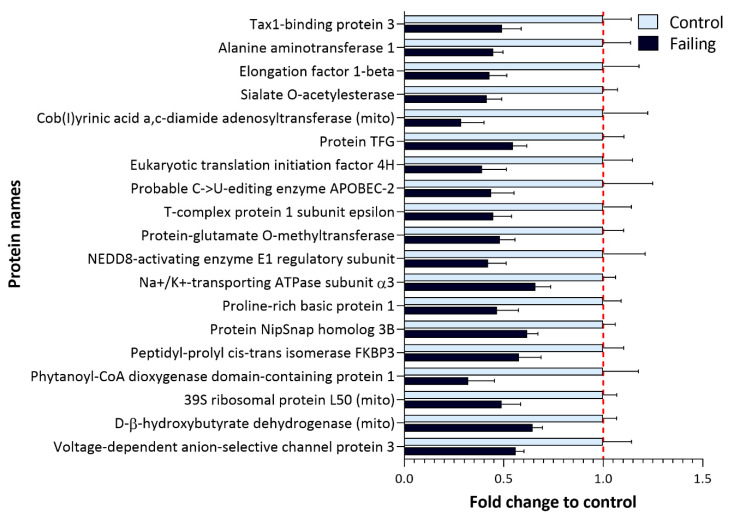 Control
Failing
Protein names
Tax1-binding protein 3
Alanine aminotransferase 1
Elongation factor 1-beta
Sialate O-acetylesterase
Cob(I)yrinic acid a,c-diamide adenosyltransferase (mito)
Protein TFG
Eukaryotic translation initiation factor 4H
Probable C->U-editing enzyme APOBEC-2
T-complex protein 1 subunit epsilon
Protein-glutamate O-methyltransferase
NEDD8-activating enzyme E1 regulatory subunit
Na+/K+-transporting ATPase subunit α3
Proline-rich basic protein 1
Protein NipSnap homolog 3B
Peptidyl-prolyl cis-trans isomerase FKBP3
Phytanoyl-CoA dioxygenase domain-containing protein 1
39S ribosomal protein L50 (mito)
D-β-hydroxybutyrate dehydrogenase (mito)
Voltage-dependent anion-selective channel protein 3
0.0 0.5 1.0 1.5
Fold change to control